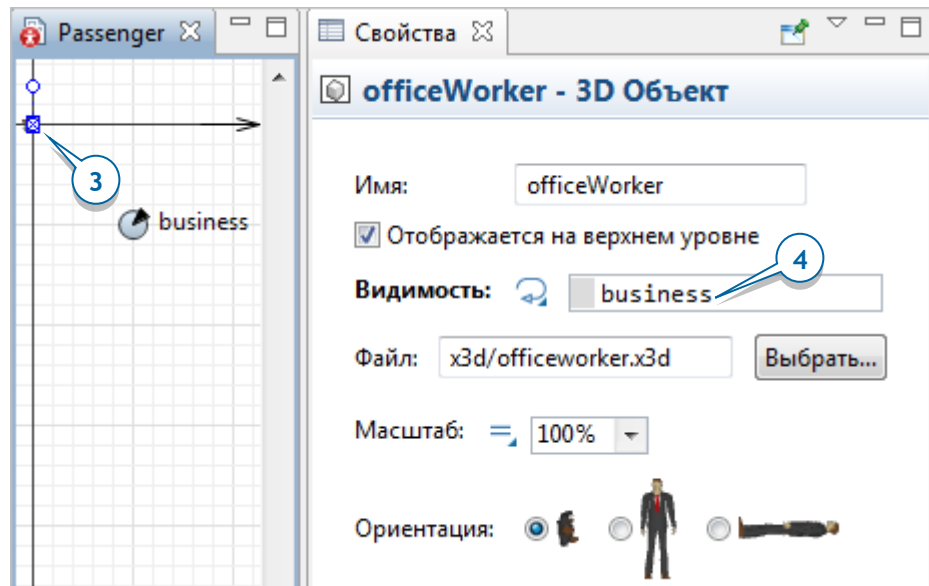 Passenger
3
business
Свойства
officeWorker - 3D Объект
Имя: officeWorker
Отображается на верхнем уровне
4
Видимость: business
Файл: x3d/officeworker.x3d Выбрать...
Масштаб: 100%
Ориентация: